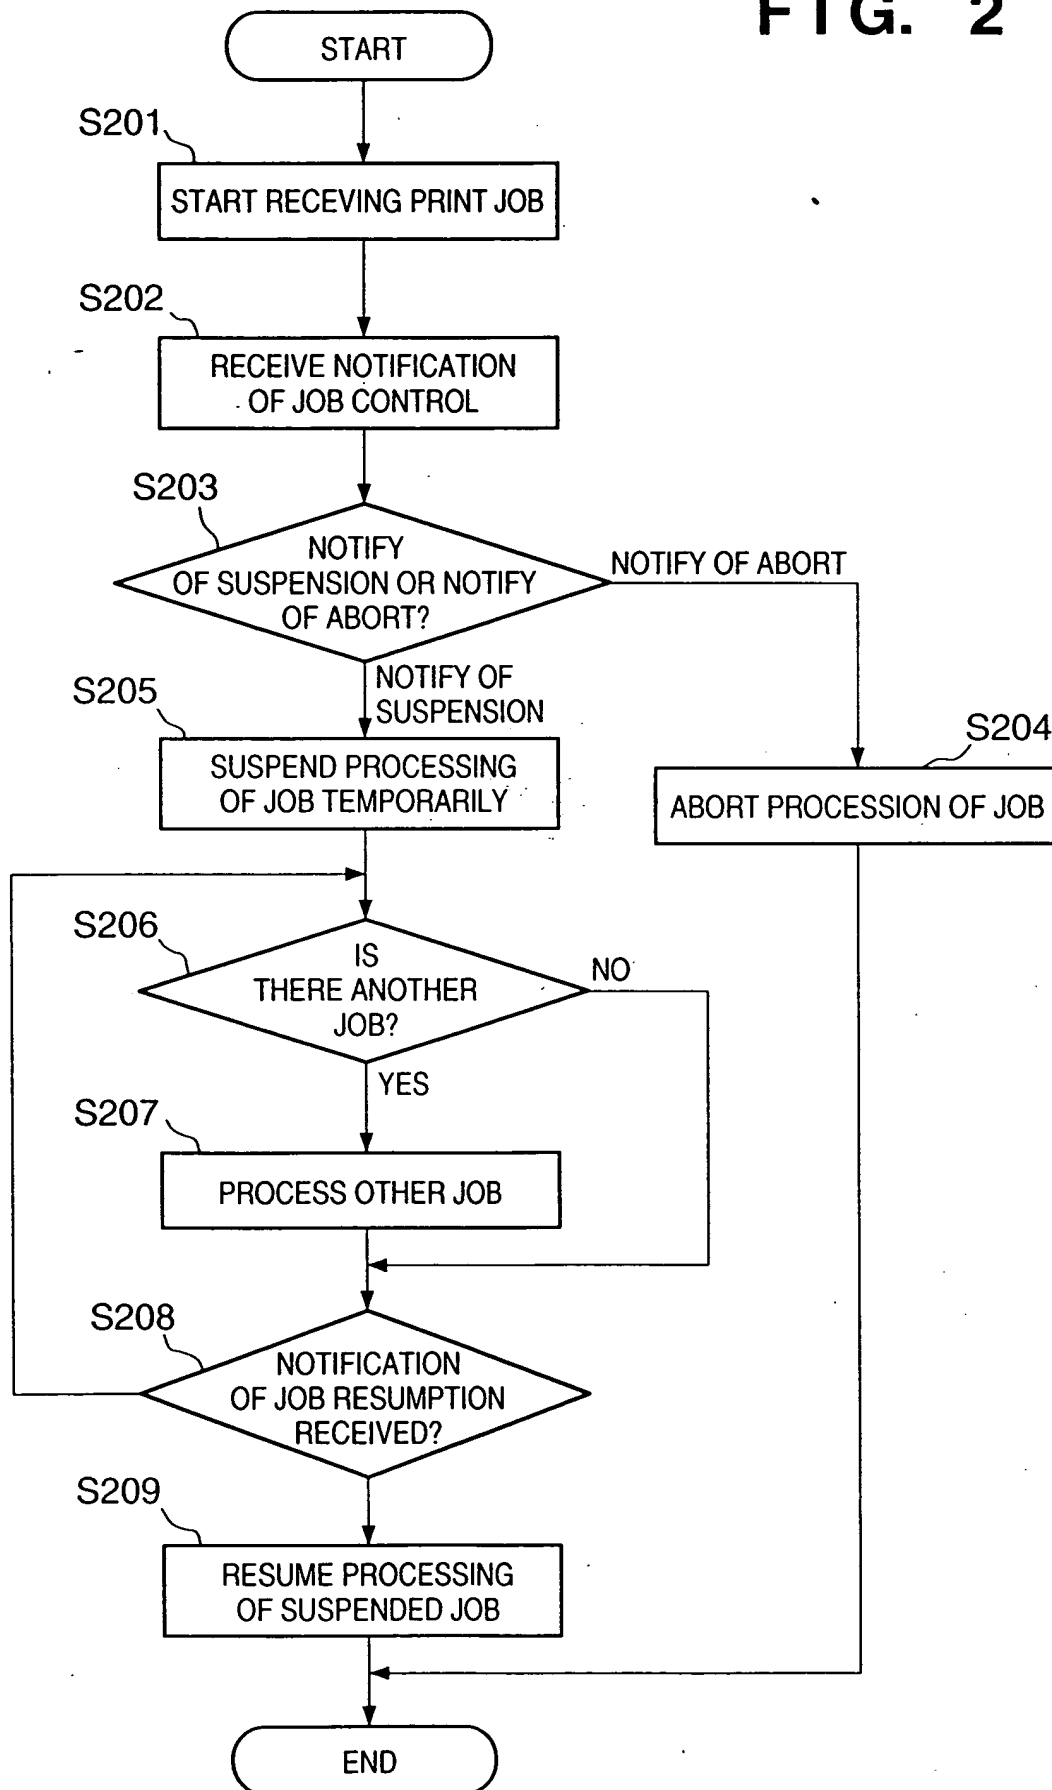 FIG. 2
START
S201
START RECEVING PRINT JOB
S202
RECEIVE NOTIFICATION
OF JOB CONTROL
S203
NOTIFY
OF SUSPENSION OR NOTIFY
OF ABORT?
NOTIFY OF ABORT
NOTIFY OF
SUSPENSION
S205
SUSPEND PROCESSING
OF JOB TEMPORARILY
S204
ABORT PROCESSION OF JOB
S206
IS
THERE ANOTHER
JOB?
NO
YES
S207
PROCESS OTHER JOB
S208
NOTIFICATION
OF JOB RESUMPTION
RECEIVED?
S209
RESUME PROCESSING
OF SUSPENDED JOB
END